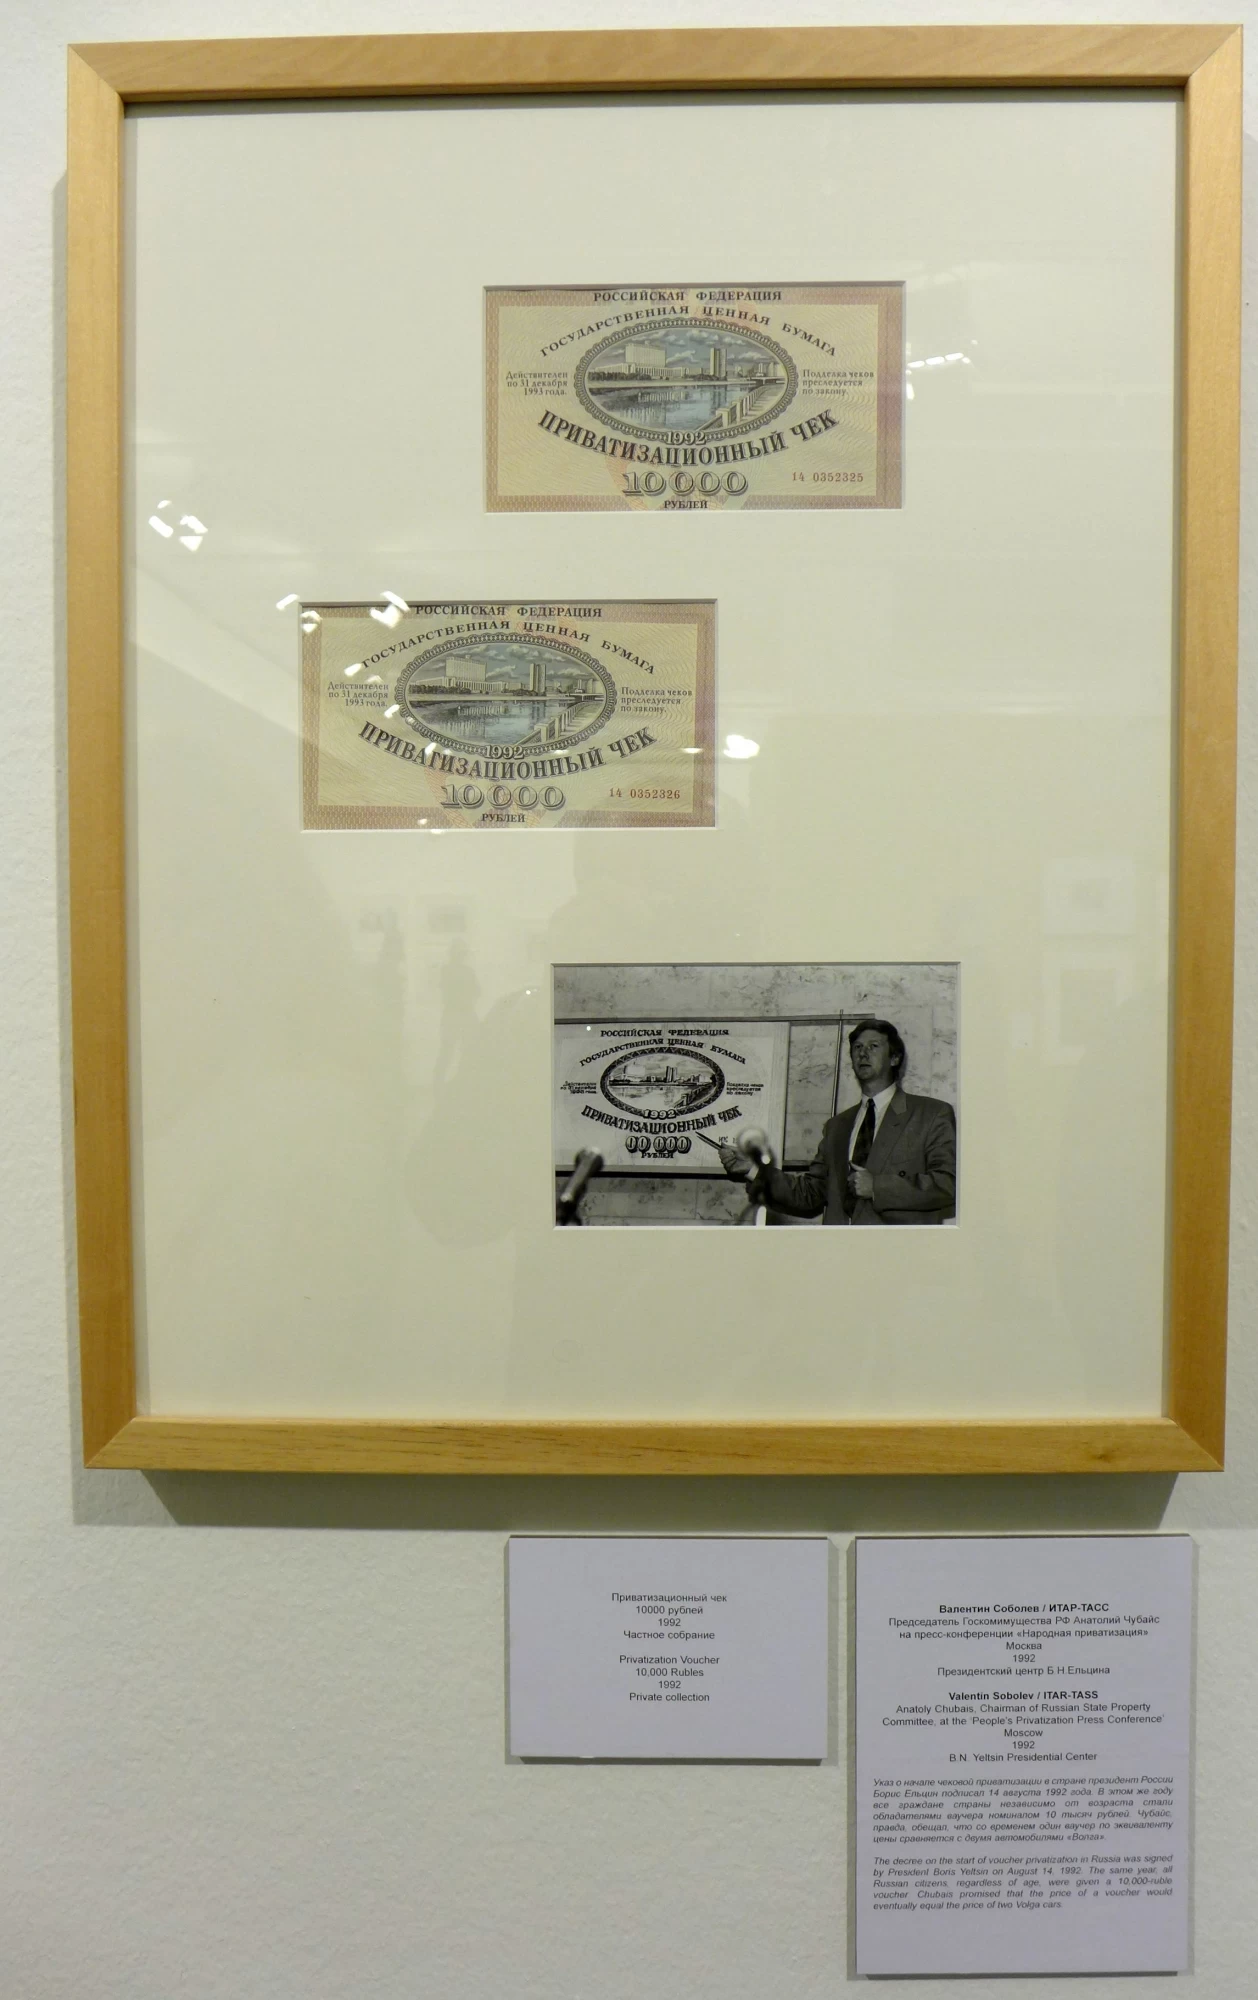 РОССИЙСКАЯ ФЕДЕРАЦИЯ
ГОСУДАРСТВЕННАЯ ЦЕННАЯ БУМАГА
Действителен
по 31 декабря
1993 года.
Подделка чеков
преследуется
по закону.
1992
ПРИВАТИЗАЦИОННЫЙ ЧЕК
10 000
14 0352325
РУБЛЕЙ
РОССИЙСКАЯ ФЕДЕРАЦИЯ
ГОСУДАРСТВЕННАЯ ЦЕННАЯ БУМАГА
Действителен
по 31 декабря
1993 года.
Подделка чеков
преследуется
по закону.
1992
ПРИВАТИЗАЦИОННЫЙ ЧЕК
10 000
14 0352326
РУБЛЕЙ
РОССИЙСКАЯ ФЕДЕРАЦИЯ
ГОСУДАРСТВЕННАЯ ЦЕННАЯ БУМАГА
Подделка чеков
преследуется
по закону.
1992
ПРИВАТИЗАЦИОННЫЙ ЧЕК
10 000
РУБЛЕЙ
Приватизационный чек
10000 рублей
1992
Частное собрание
Privatization Voucher
10,000 Rubles
1992
Private collection
Валентин Соболев / ИТАР-ТАСС
Председатель Госкомимущества РФ Анатолий Чубайс
на пресс-конференции «Народная приватизация»
Москва
1992
Президентский центр Б.Н.Ельцина
Valentin Sobolev / ITAR-TASS
Anatoly Chubais, Chairman of Russian State Property
Committee, at the 'People's Privatization Press Conference'
Moscow
1992
B.N. Yeltsin Presidential Center
Указ о начале чековой приватизации в стране президент России
Борис Ельцин подписал 14 августа 1992 года. В этом же году
все граждане страны независимо от возраста стали
обладателями ваучера номиналом 10 тысяч рублей. Чубайс,
правда, обещал, что со временем один ваучер по эквиваленту
цены сравняется с двумя автомобилями «Волга».
The decree on the start of voucher privatization in Russia was signed
by President Boris Yeltsin on August 14, 1992. The same year, all
Russian citizens, regardless of age, were given a 10,000-ruble
voucher. Chubais promised that the price of a voucher would
eventually equal the price of two Volga cars.